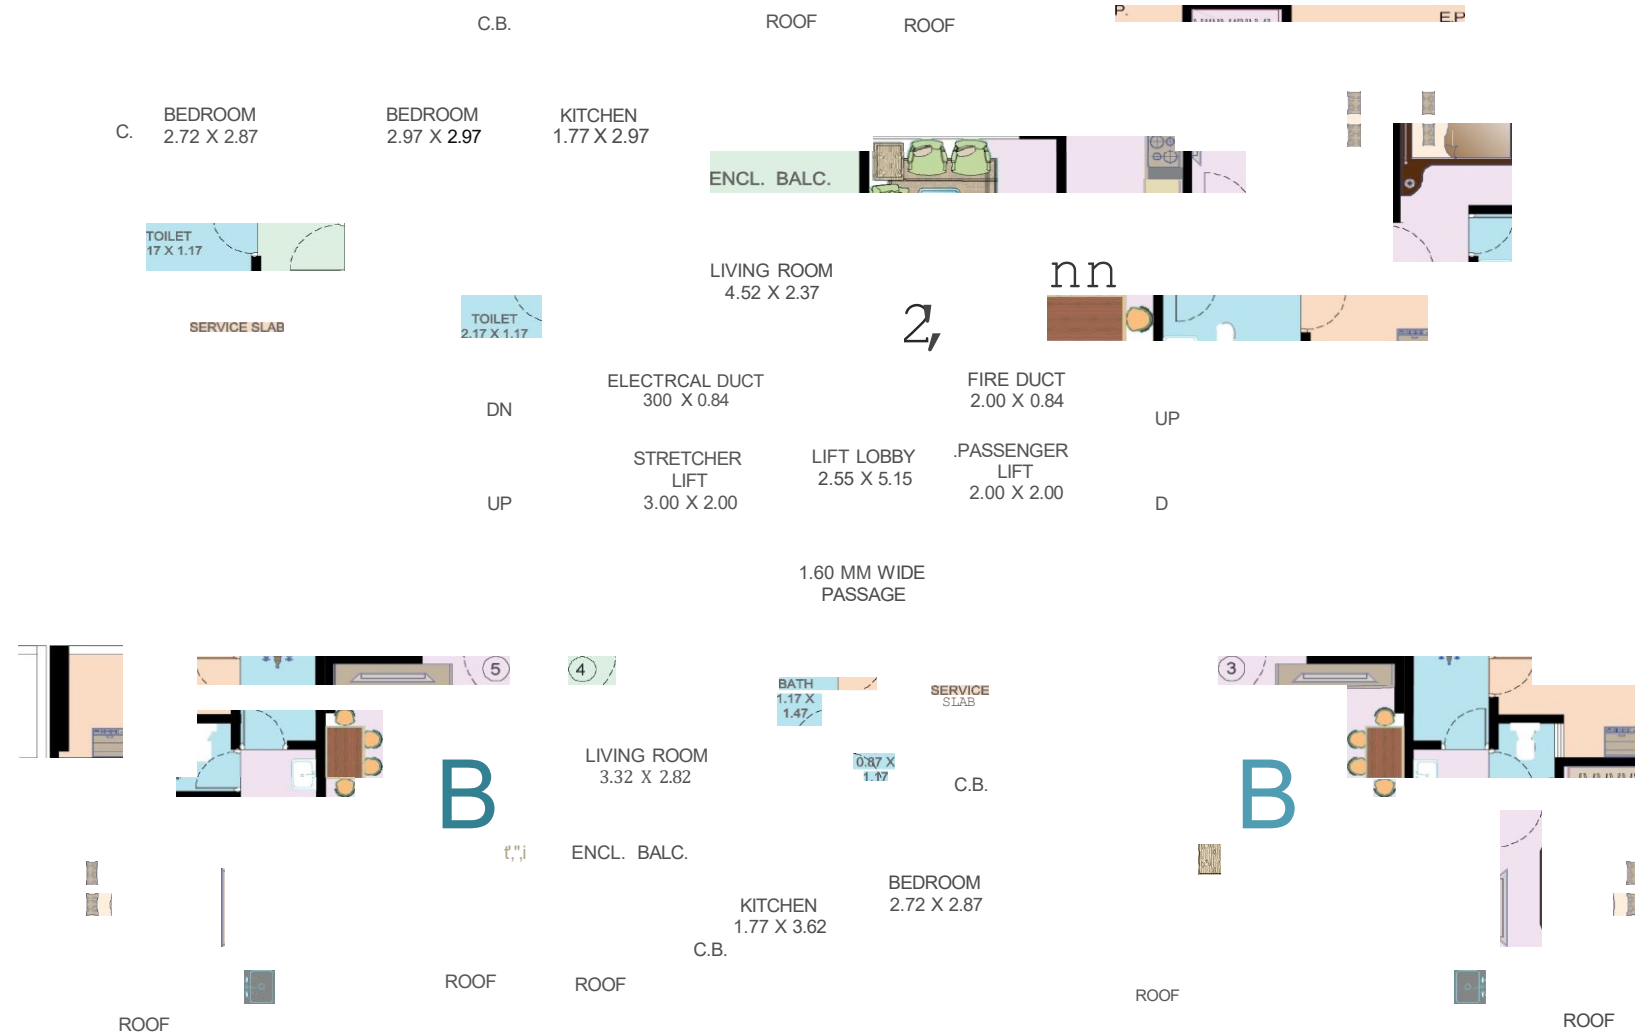 C.B.
ROOF
ROOF
P.
E.P
C.
BEDROOM
2.72 X 2.87
BEDROOM
2.97 X 2.97
KITCHEN
1.77 X 2.97
ENCL. BALC.
TOILET
17 X 1.17
LIVING ROOM
4.52 X 2.37
nn
2,
SERVICE SLAB
TOILET
2.17 X 1.17
ELECTRCAL DUCT
300 X 0.84
FIRE DUCT
2.00 X 0.84
DN
UP
STRETCHER
LIFT
3.00 X 2.00
LIFT LOBBY
2.55 X 5.15
.PASSENGER
LIFT
2.00 X 2.00
UP
D
1.60 MM WIDE
PASSAGE
5
4
3
BATH
1.17 X
1.47
SERVICE
SLAB
LIVING ROOM
3.32 X 2.82
0.87 X
1.17
C.B.
B
B
ENCL. BALC.
BEDROOM
2.72 X 2.87
KITCHEN
1.77 X 3.62
C.B.
ROOF
ROOF
ROOF
ROOF
ROOF